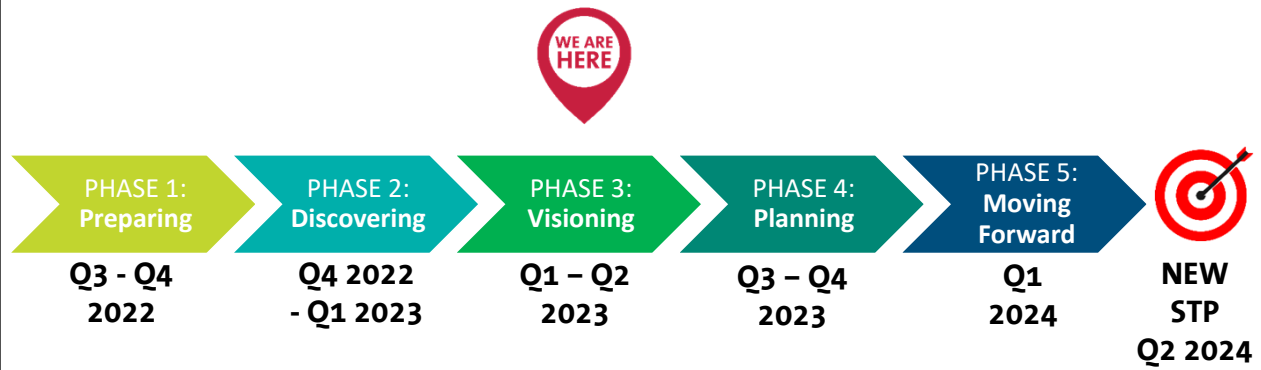 WE ARE
HERE
PHASE 1:
Preparing
Q3 - Q4
2022
PHASE 2:
Discovering
Q4 2022
- Q1 2023
PHASE 3:
Visioning
Q1 – Q2
2023
PHASE 4:
Planning
Q3 – Q4
2023
PHASE 5:
Moving
Forward
Q1
2024
NEW
STP
Q2 2024